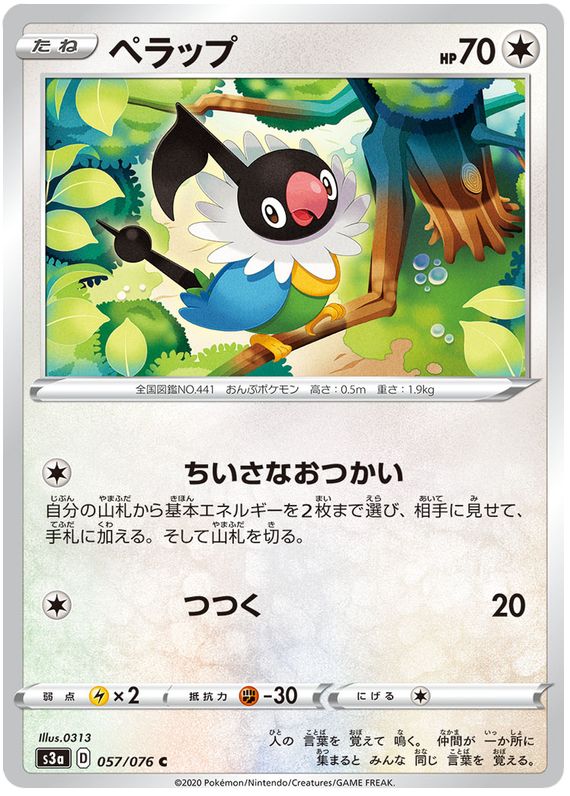 たね ペラップ HP70
全国図鑑NO.441 おんぷポケモン 高さ：0.5m 重さ：1.9kg
ちいさなおつかい
自分の山札から基本エネルギーを2枚まで選び、相手に見せて、
手札に加える。そして山札を切る。
つつく 20
弱点 ×2 抵抗力 -30 にげる
Illus.0313
s3a D 057/076 C
人の 言葉を 覚えて 鳴く。 仲間が 一か所に
集まると みんな 同じ 言葉を 覚える。
©2020 Pokémon/Nintendo/Creatures/GAME FREAK.